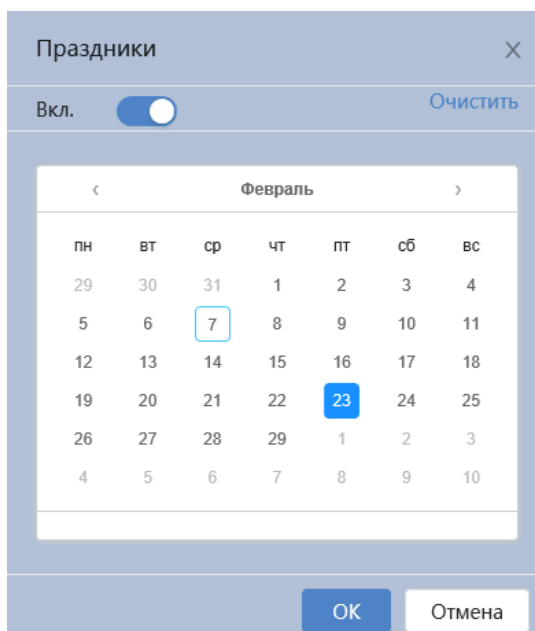 Праздники
Вкл. Очистить
Февраль
пн вт ср чт пт сб вс
29 30 31 1 2 3 4
5 6 7 8 9 10 11
12 13 14 15 16 17 18
19 20 21 22 23 24 25
26 27 28 29 1 2 3
4 5 6 7 8 9 10
OK Отмена